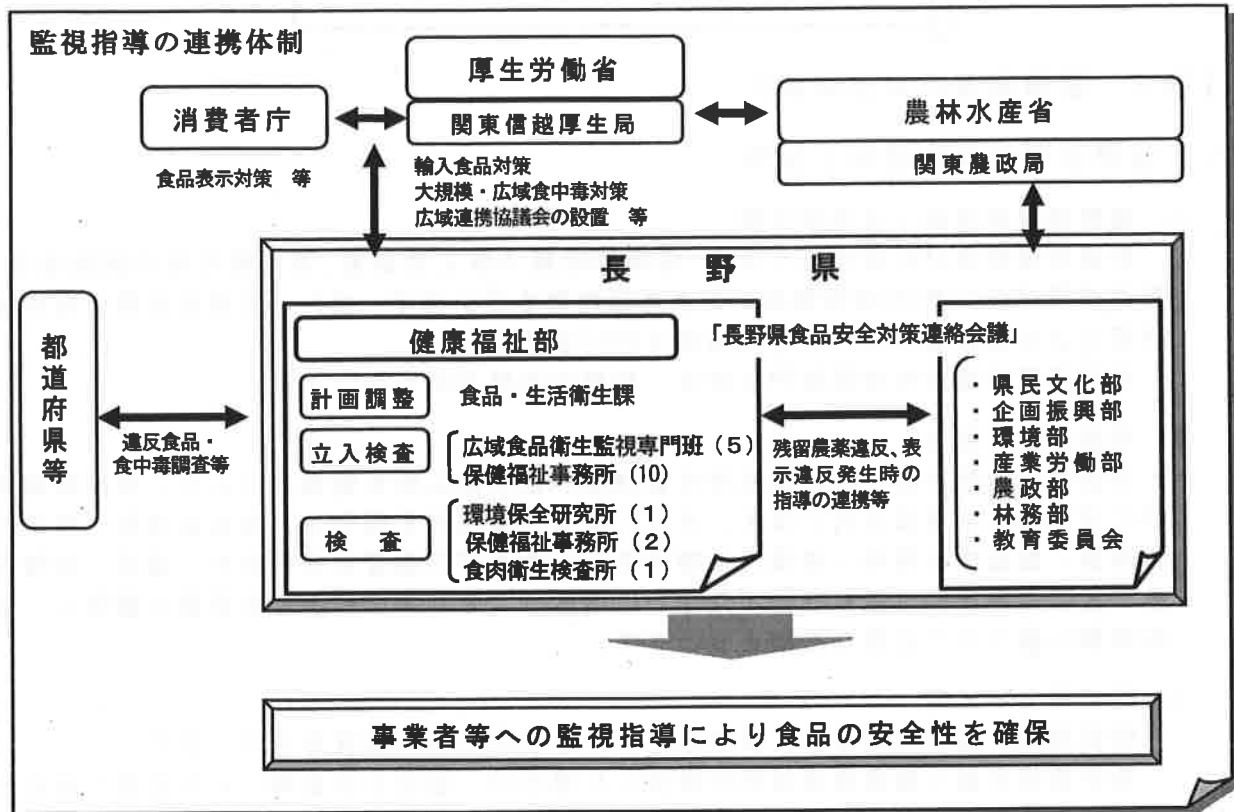 監視指導の連携体制
厚生労働省
関東信越厚生局
消費者庁
農林水産省
関東農政局
食品表示対策　等
輸入食品対策
大規模・広域食中毒対策
広域連携協議会の設置　等
長　野　県
都道府県等
違反食品・
食中毒調査等
健康福祉部
「長野県食品安全対策連絡会議」
計画調整
食品・生活衛生課
立入検査
広域食品衛生監視専門班（5）
保健福祉事務所（10）
検　査
環境保全研究所（1）
保健福祉事務所（2）
食肉衛生検査所（1）
残留農薬違反、表
示違反発生時の
指導の連携等
・県民文化部
・企画振興部
・環境部
・産業労働部
・農政部
・林務部
・教育委員会
事業者等への監視指導により食品の安全性を確保